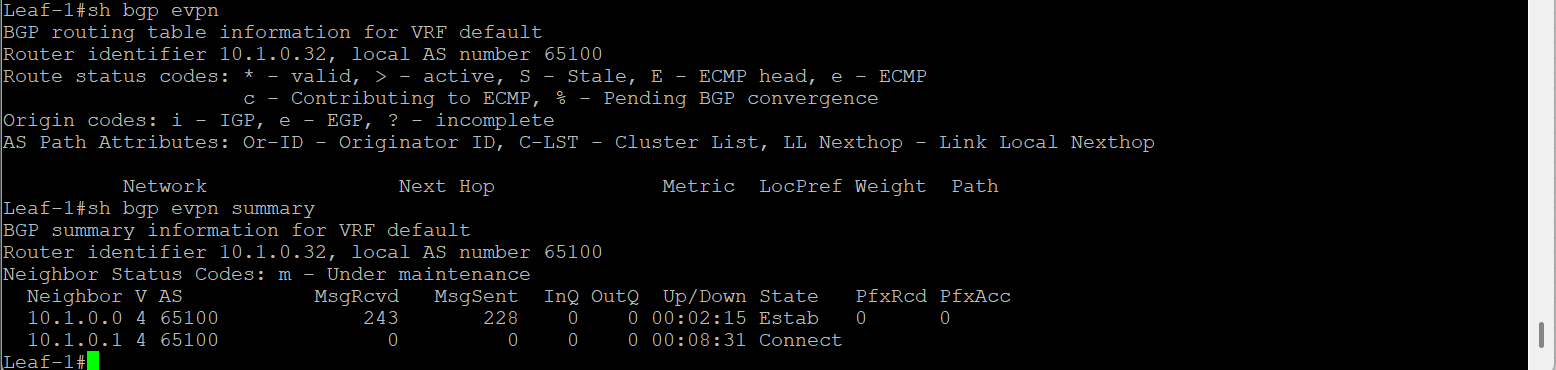 Leaf-1#sh bgp evpn
BGP routing table information for VRF default
Router identifier 10.1.0.32, local AS number 65100
Route status codes: * - valid, > - active, S - Stale, E - ECMP head, e - ECMP
                    c - Contributing to ECMP, % - Pending BGP convergence
Origin codes: i - IGP, e - EGP, ? - incomplete
AS Path Attributes: Or-ID - Originator ID, C-LST - Cluster List, LL Nexthop - Link Local Nexthop

          Network                Next Hop              Metric  LocPref Weight  Path
Leaf-1#sh bgp evpn summary
BGP summary information for VRF default
Router identifier 10.1.0.32, local AS number 65100
Neighbor Status Codes: m - Under maintenance
  Neighbor V AS           MsgRcvd   MsgSent  InQ OutQ  Up/Down State   PfxRcd PfxAcc
  10.1.0.0 4 65100            243       228    0    0 00:02:15 Estab   0      0
  10.1.0.1 4 65100              0         0    0    0 00:08:31 Connect
Leaf-1#